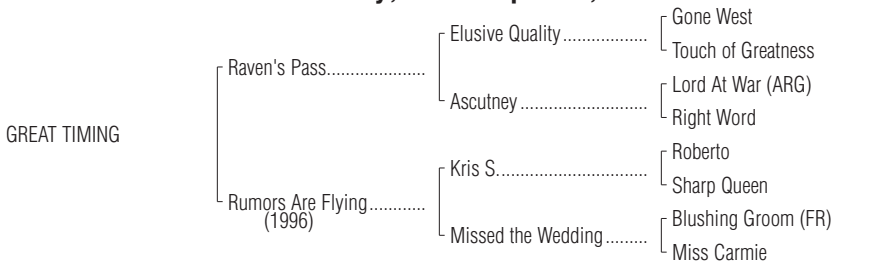 Gone West
Elusive Quality..................
Touch of Greatness
Raven's Pass.....................
Lord At War (ARG)
Ascutney...........................
Right Word
GREAT TIMING
Roberto
Kris S................................
Sharp Queen
Rumors Are Flying............
(1996)
Blushing Groom (FR)
Missed the Wedding.........
Miss Carmie